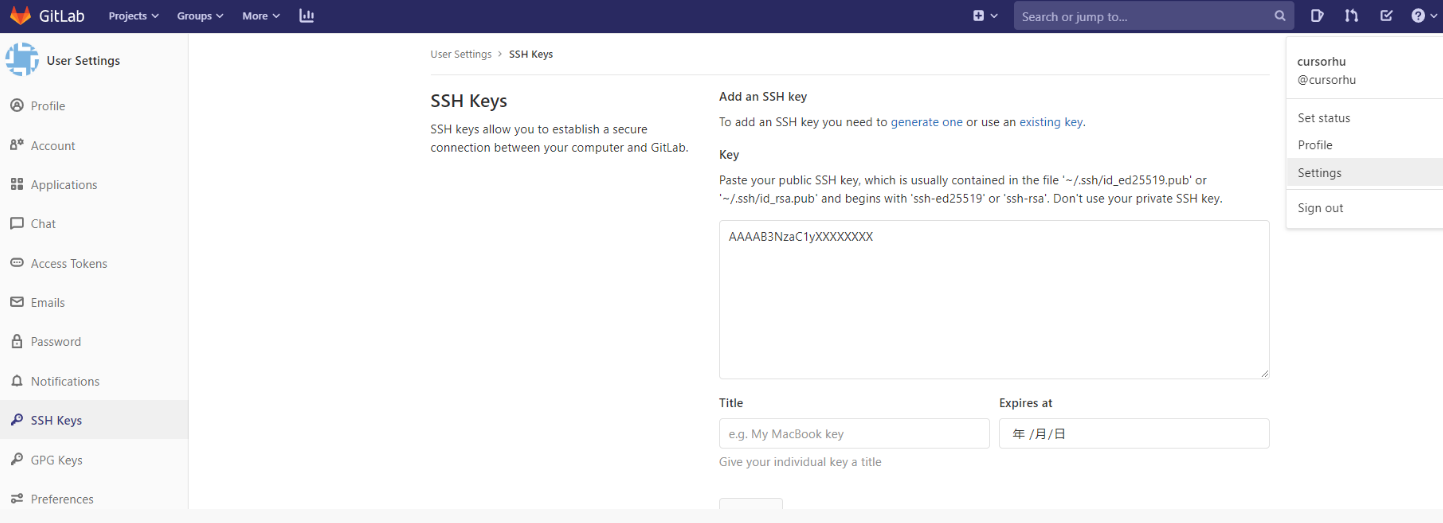 GitLab Projects Groups More Search or jump to...
User Settings
Profile
Account
Applications
Chat
Access Tokens
Emails
Password
Notifications
SSH Keys
GPG Keys
Preferences
User Settings > SSH Keys
SSH Keys
SSH keys allow you to establish a secure
connection between your computer and GitLab.
Add an SSH key
To add an SSH key you need to generate one or use an existing key.
Key
Paste your public SSH key, which is usually contained in the file '~/.ssh/id_ed25519.pub' or
'~/.ssh/id_rsa.pub' and begins with 'ssh-ed25519' or 'ssh-rsa'. Don't use your private SSH key.
AAAAB3NzaC1yXXXXXXXX
Title
e.g. My MacBook key
Give your individual key a title
Expires at
年 /月/日
cursorhu
@cursorhu
Set status
Profile
Settings
Sign out